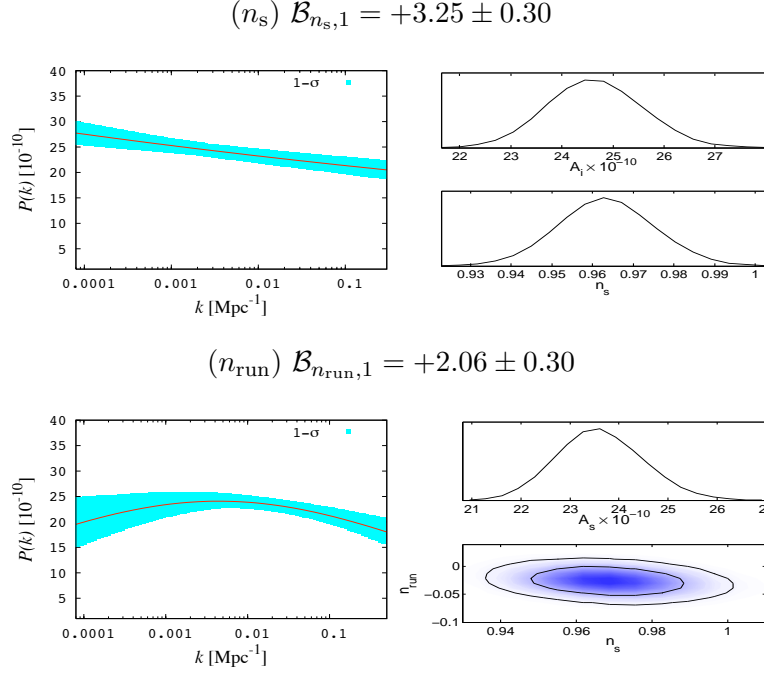 (n_s) B_{n_s,1} = +3.25 ± 0.30
40
35
30
25
20
15
10
5
P(k) [10^{-10}]
1-σ
0.0001 0.001 0.01 0.1
k [Mpc^{-1}]
22 23 24 25 26 27
A_i × 10^{-10}
0.93 0.94 0.95 0.96 0.97 0.98 0.99 1
n_s
(n_run) B_{n_run,1} = +2.06 ± 0.30
40
35
30
25
20
15
10
5
P(k) [10^{-10}]
1-σ
0.0001 0.001 0.01 0.1
k [Mpc^{-1}]
21 22 23 24 25 26 2
A_s × 10^{-10}
n_run
0
−0.05
−0.1
0.94 0.96 0.98 1
n_s